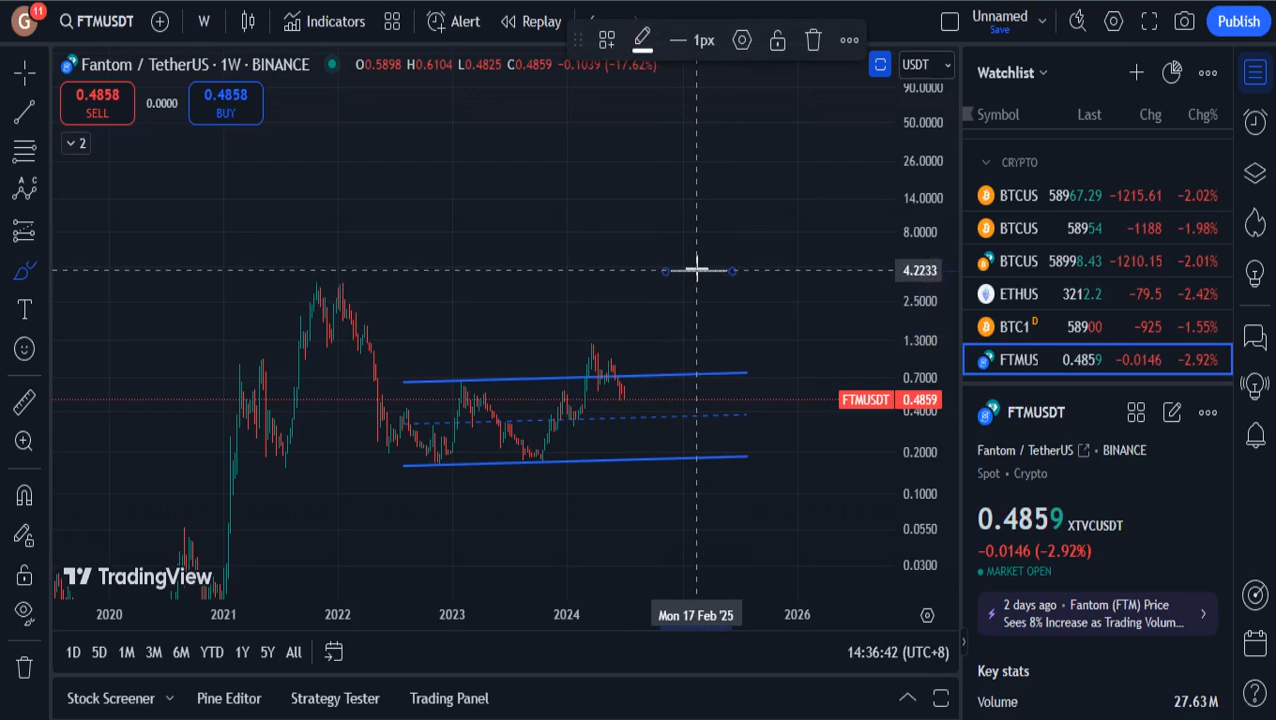 G
11
FTMUSDT
W
Indicators
Alert
Replay
Unnamed
Save
Publish
1px
Fantom / TetherUS · 1W · BINANCE
O0.5898 H0.6104 L0.4825 C0.4859 −0.1039 (−17.62%)
USDT
0.4858
SELL
0.0000
0.4858
BUY
2
90.0000
50.0000
26.0000
14.0000
8.0000
4.2233
2.5000
1.3000
0.7000
FTMUSDT 0.4859
0.4000
0.2000
0.1000
0.0550
0.0300
TradingView
2020
2021
2022
2023
2024
Mon 17 Feb '25
2026
1D
5D
1M
3M
6M
YTD
1Y
5Y
All
14:36:42 (UTC+8)
Stock Screener
Pine Editor
Strategy Tester
Trading Panel
Watchlist
Symbol Last Chg Chg%
CRYPTO
BTCUS 58967.29 −1215.61 −2.02%
BTCUS 58954 −1188 −1.98%
BTCUS 58998.43 −1210.15 −2.01%
ETHUS 3212.2 −79.5 −2.42%
BTC1 D 58900 −925 −1.55%
FTMUS 0.4859 −0.0146 −2.92%
FTMUSDT
Fantom / TetherUS • BINANCE
Spot • Crypto
0.4859 XTVCUSDT
−0.0146 (−2.92%)
MARKET OPEN
2 days ago • Fantom (FTM) Price
Sees 8% Increase as Trading Volum...
Key stats
Volume 27.63 M